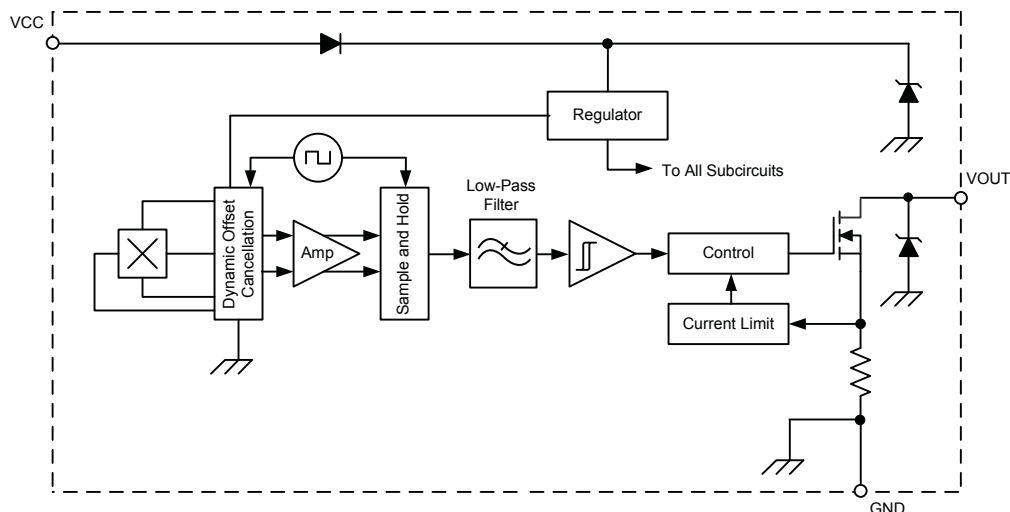 VCC
Regulator
To All Subcircuits
VOUT
Low-Pass
Filter
Dynamic Offset
Cancellation
Amp
Sample and Hold
Control
Current Limit
GND